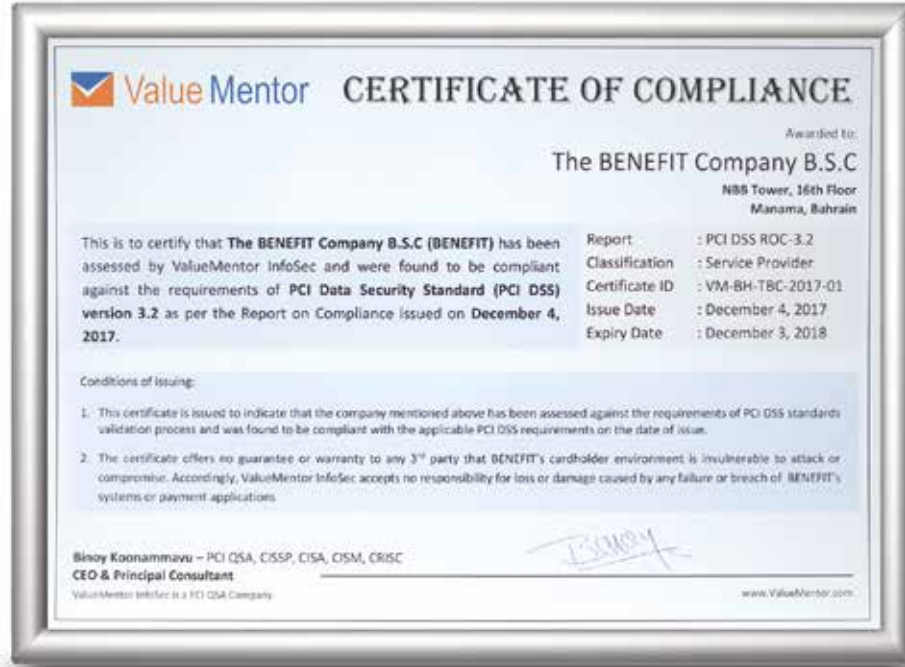 Value Mentor CERTIFICATE OF COMPLIANCE
Awarded to:
The BENEFIT Company B.S.C
NBB Tower, 16th Floor
Manama, Bahrain
This is to certify that The BENEFIT Company B.S.C (BENEFIT) has been
assessed by ValueMentor InfoSec and were found to be compliant
against the requirements of PCI Data Security Standard (PCI DSS)
version 3.2 as per the Report on Compliance issued on December 4,
2017.
Report : PCI DSS ROC-3.2
Classification : Service Provider
Certificate ID : VM-BH-TBC-2017-01
Issue Date : December 4, 2017
Expiry Date : December 3, 2018
Conditions of issuing:
1. This certificate is issued to indicate that the company mentioned above has been assessed against the requirements of PCI DSS standards
validation process and was found to be compliant with the applicable PCI DSS requirements on the date of issue.
2. The certificate offers no guarantee or warranty to any 3rd party that BENEFIT's cardholder environment is invulnerable to attack or
compromise. Accordingly, ValueMentor InfoSec accepts no responsibility for loss or damage caused by any failure or breach of BENEFIT's
systems or payment applications
Binoy
Binoy Koonammavu – PCI QSA, CISSP, CISA, CISM, CRISC
CEO & Principal Consultant
ValueMentor InfoSec is a PCI QSA Company
www.ValueMentor.com